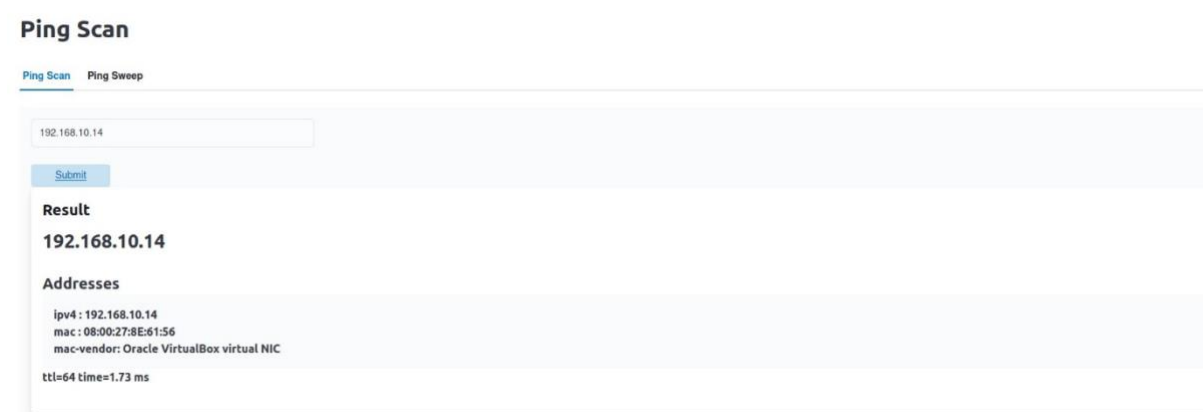 Ping Scan
Ping Scan Ping Sweep
192.168.10.14
Submit
Result
192.168.10.14
Addresses
ipv4 : 192.168.10.14
mac : 08:00:27:8E:61:56
mac-vendor: Oracle VirtualBox virtual NIC
ttl=64 time=1.73 ms